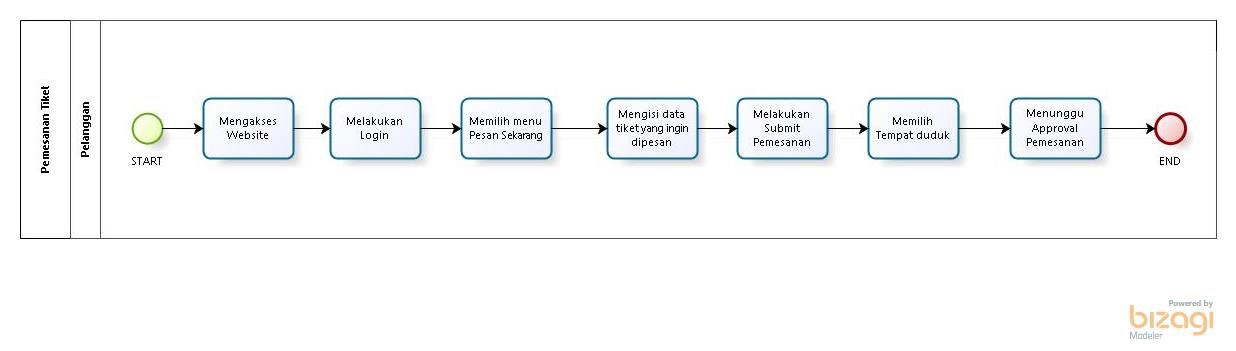 Pemesanan Tiket
Pelanggan
START
Mengakses
Website
Melakukan
Login
Memilih menu
Pesan Sekarang
Mengisi data
tiket yang ingin
dipesan
Melakukan
Submit
Pemesanan
Memilih
Tempat duduk
Menunggu
Approval
Pemesanan
END
Powered by
bizagi
Modeler